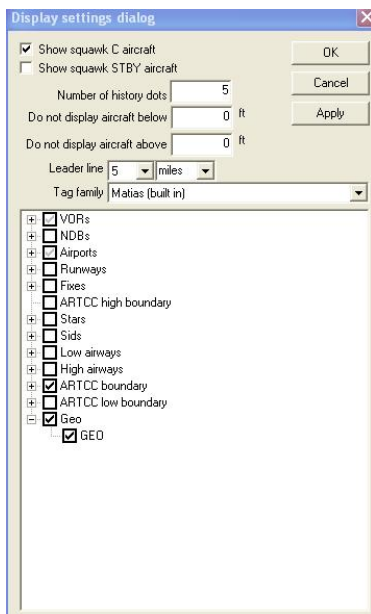 Display settings dialog
Show squawk C aircraft
OK
Show squawk STBY aircraft
Cancel
Number of history dots 5
Do not display aircraft below 0 ft
Apply
Do not display aircraft above 0 ft
Leader line 5 miles
Tag family Matias (built in)
VORs
NDBs
Airports
Runways
Fixes
ARTCC high boundary
Stars
Sids
Low airways
High airways
ARTCC boundary
ARTCC low boundary
Geo
GEO